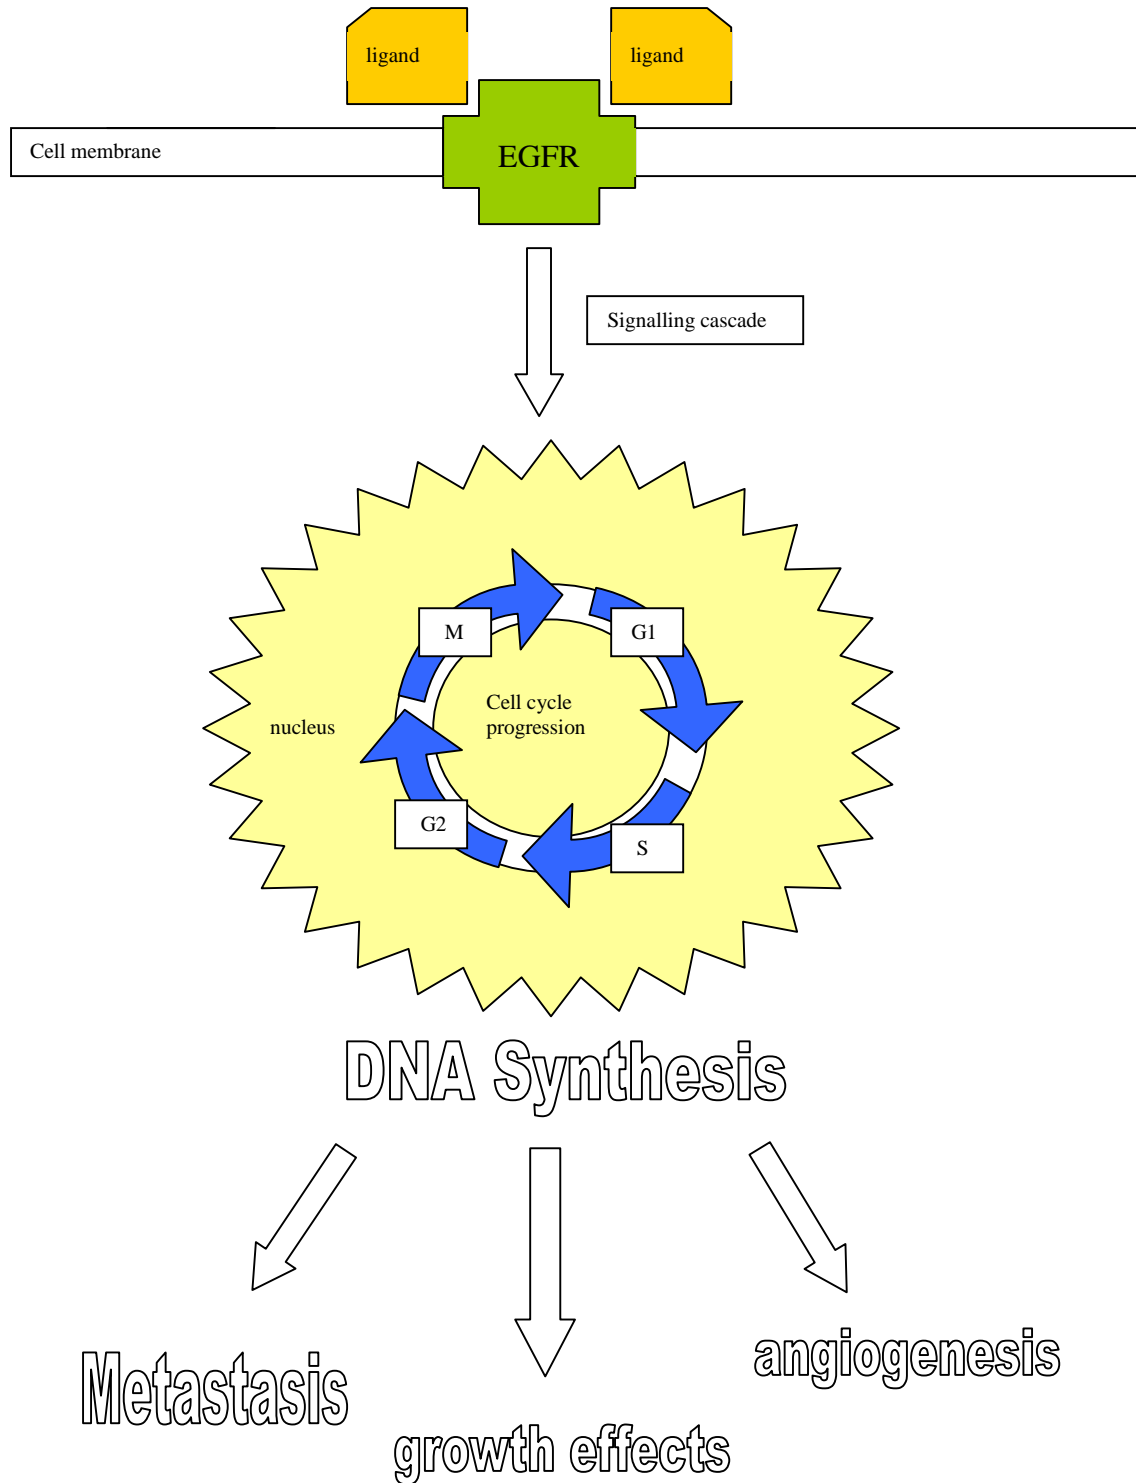 ligand
ligand
Cell membrane
EGFR
Signalling cascade
M
G1
Cell cycle
progression
nucleus
G2
S
DNA Synthesis
Metastasis
angiogenesis
growth effects